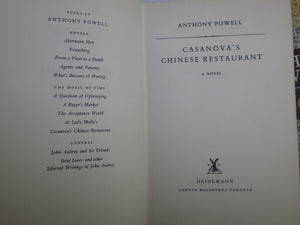 BOOKS BY
ANTHONY POWELL
NOVELS
Afternoon Men
Venusberg
From a View to a Death
Agents and Patients
What's Become of Waring
THE MUSIC OF TIME
A Question of Upbringing
A Buyer's Market
The Acceptance World
At Lady Molly's
Casanova's Chinese Restaurant
GENERAL
John Aubrey and His Friends
Brief Lives: and other
Selected Writings of John Aubrey
ANTHONY POWELL
CASANOVA'S
CHINESE RESTAURANT
A NOVEL
HEINEMANN
LONDON MELBOURNE TORONTO